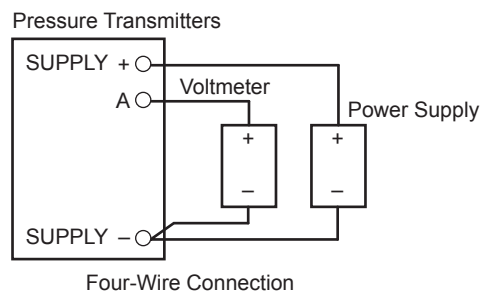 Pressure Transmitters
SUPPLY +
A
Voltmeter
Power Supply
+
+
–
–
SUPPLY –
Four-Wire Connection